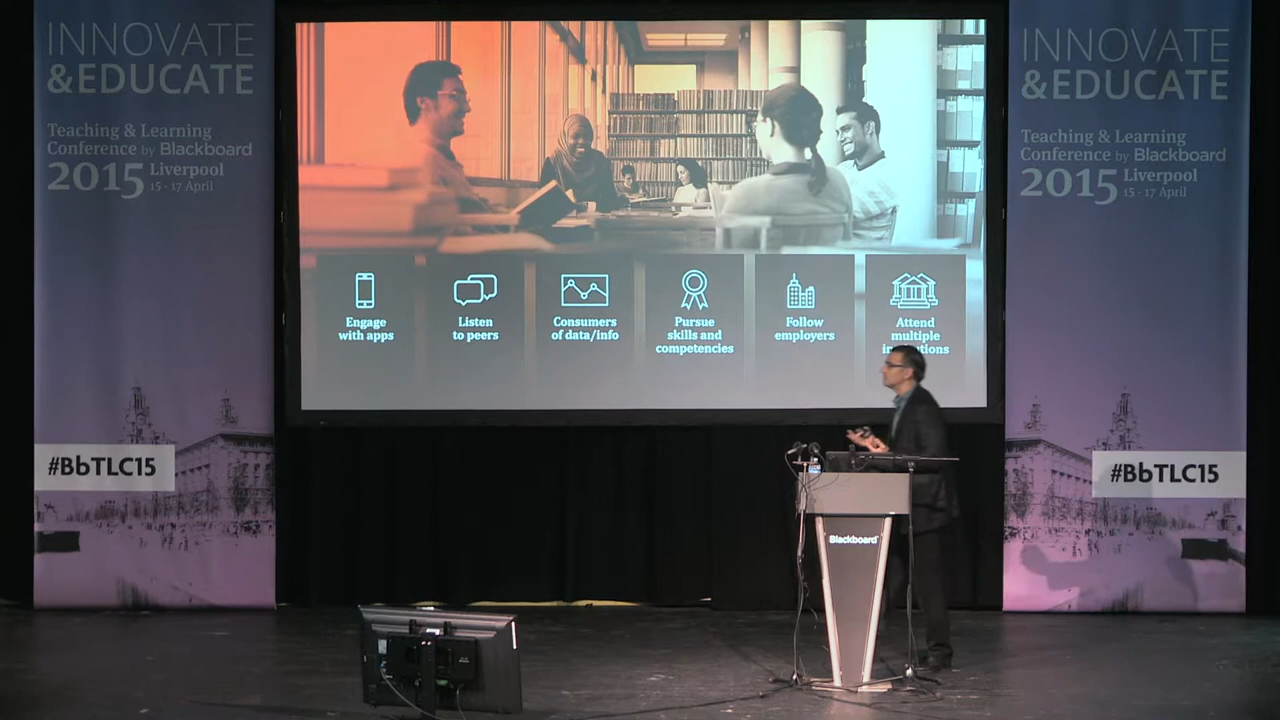 INNOVATE
&EDUCATE
Teaching & Learning
Conference by Blackboard
2015 Liverpool
15 - 17 April
#BbTLC15
Engage
with apps
Listen
to peers
Consumers
of data/info
Pursue
skills and
competencies
Follow
employers
Attend
multiple
Blackboard
INNOVATE
&EDUCATE
Teaching & Learning
Conference by Blackboard
2015 Liverpool
15 - 17 April
#BbTLC15